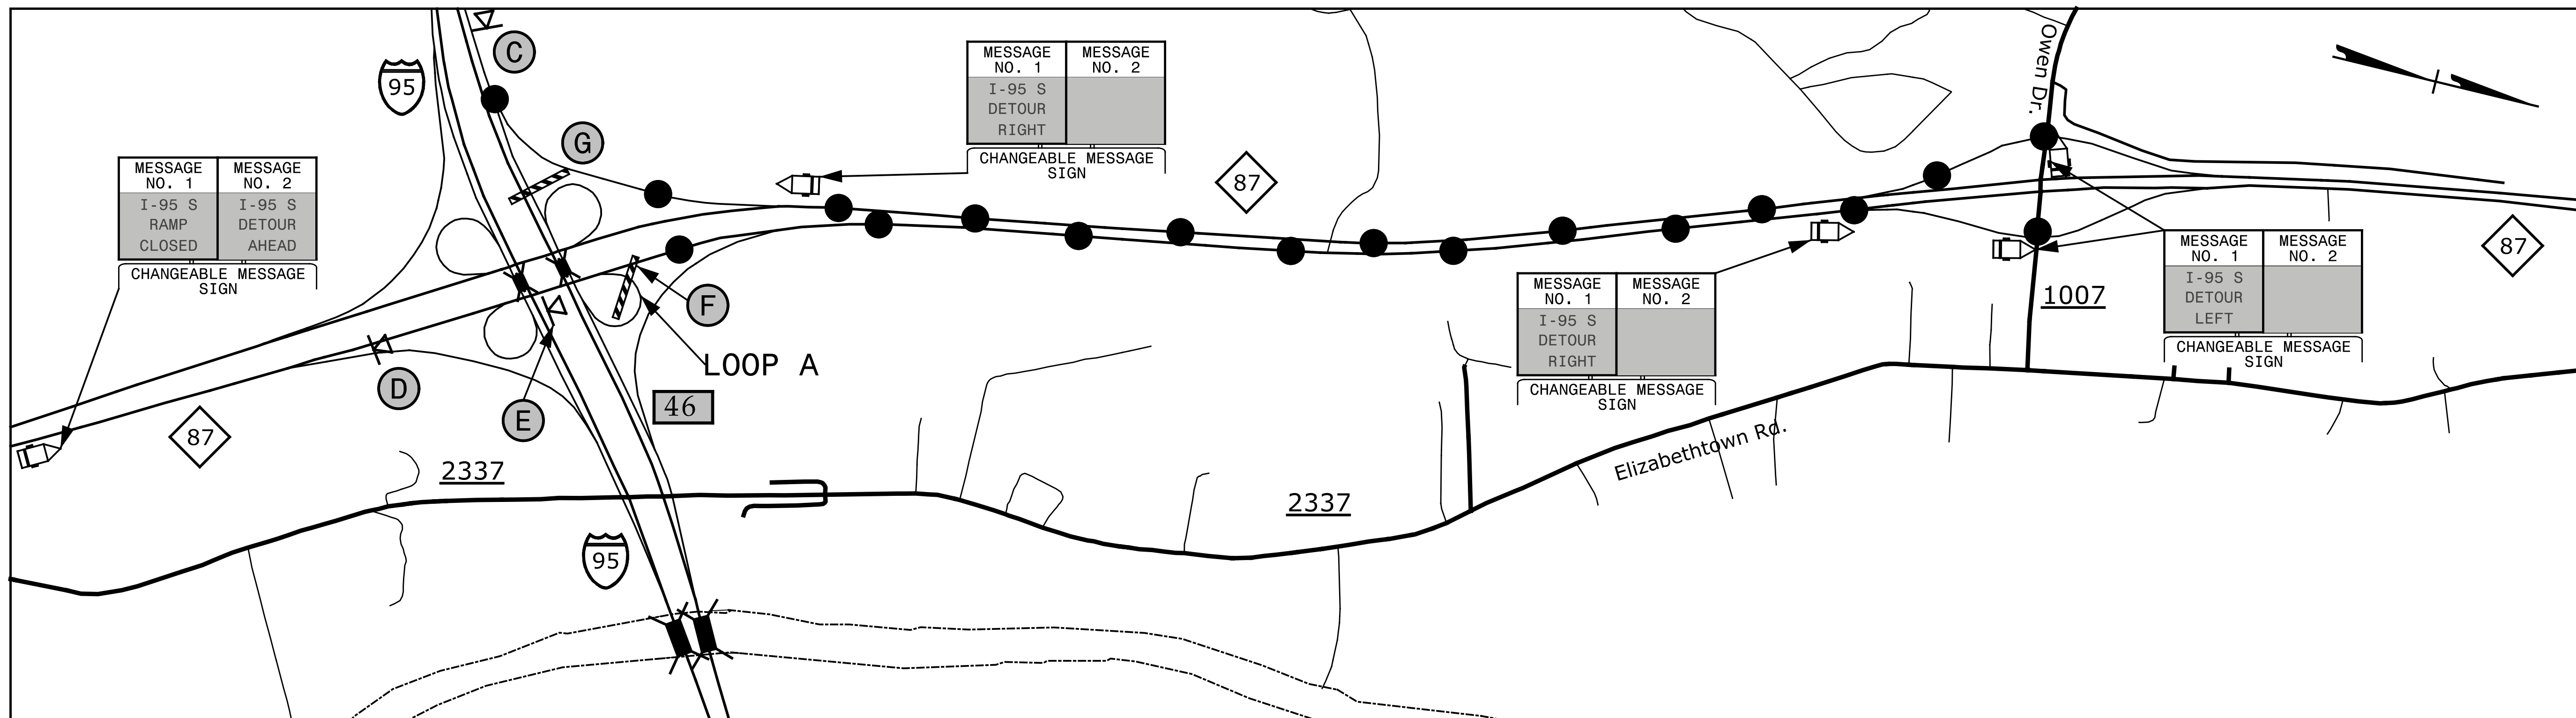 C
95
G
MESSAGE NO. 1
MESSAGE NO. 2
I-95 S
DETOUR
RIGHT
CHANGEABLE MESSAGE
SIGN
87
Owen Dr.
MESSAGE NO. 1
MESSAGE NO. 2
I-95 S
RAMP
CLOSED
I-95 S
DETOUR
AHEAD
CHANGEABLE MESSAGE
SIGN
F
LOOP A
D
E
46
87
2337
MESSAGE NO. 1
MESSAGE NO. 2
I-95 S
DETOUR
RIGHT
CHANGEABLE MESSAGE
SIGN
1007
MESSAGE NO. 1
MESSAGE NO. 2
I-95 S
DETOUR
LEFT
CHANGEABLE MESSAGE
SIGN
87
Elizabethtown Rd.
2337
95